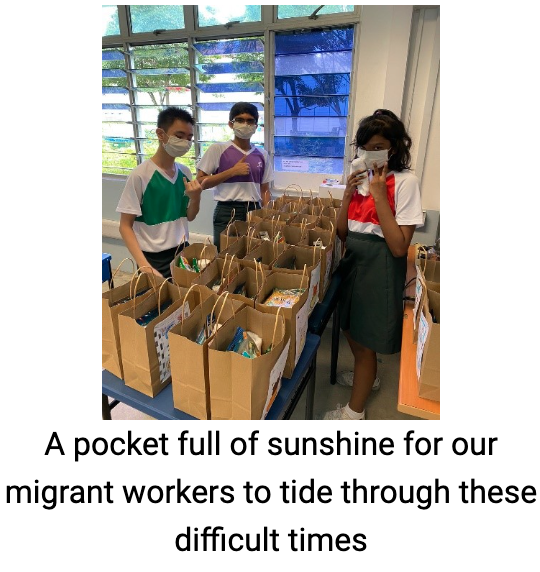 A pocket full of sunshine for our
migrant workers to tide through these
difficult times